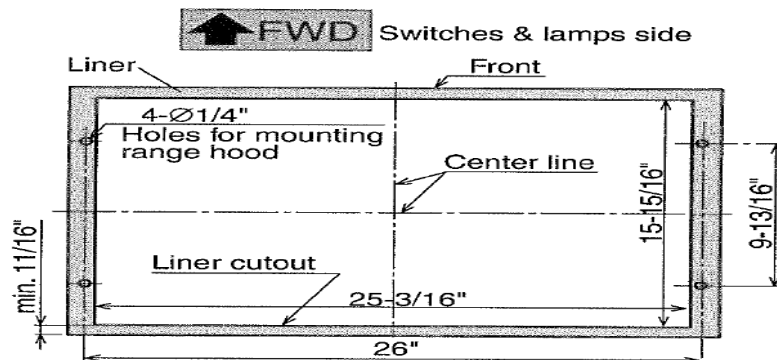 FWD Switches & lamps side
Liner
Front
4-Ø1/4"
Holes for mounting
range hood
Center line
15-15/16"
9-13/16"
min. 11/16"
Liner cutout
25-3/16"
26"